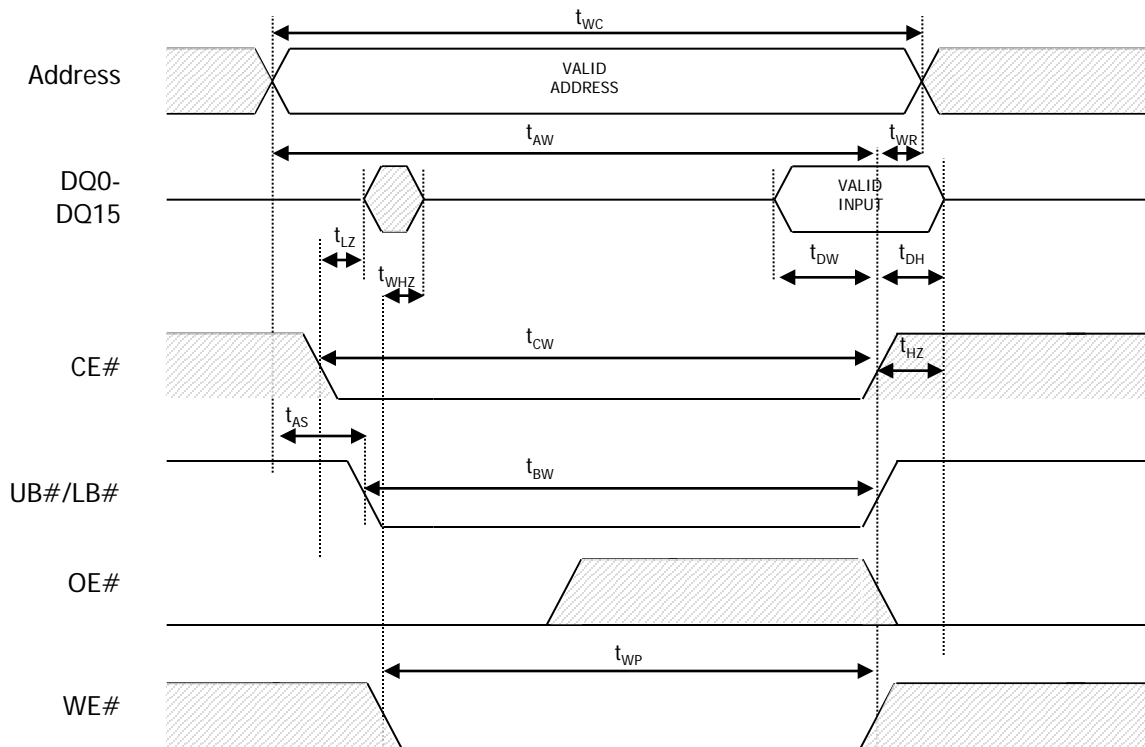 tWC
Address
VALID
ADDRESS
tAW
tWR
DQ0-
DQ15
VALID
INPUT
tLZ
tWHZ
tDW
tDH
CE#
tCW
tHZ
tAS
UB#/LB#
tBW
OE#
tWP
WE#